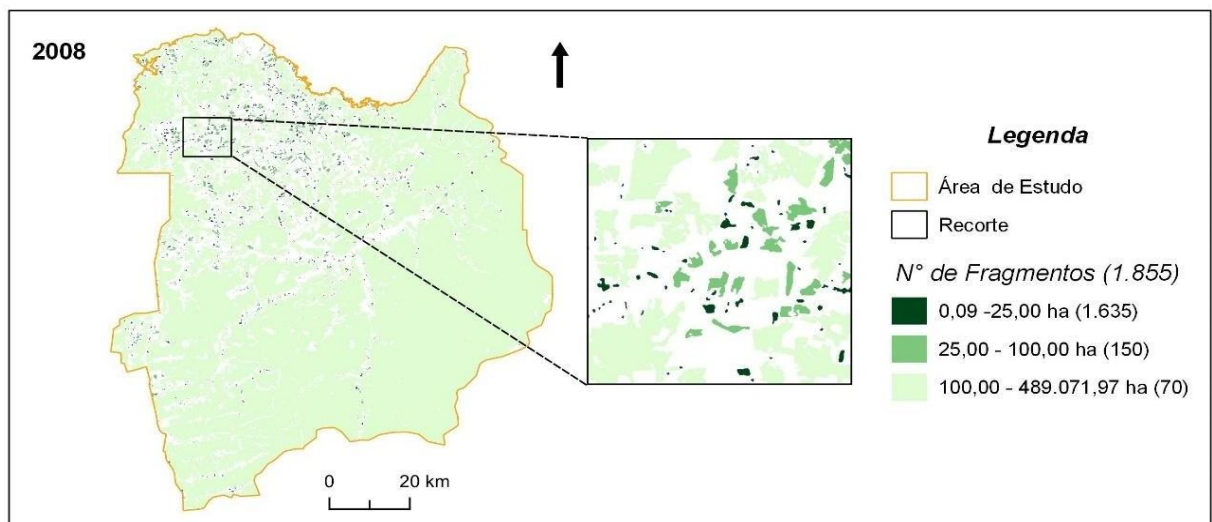 2008
Legenda
Área de Estudo
Recorte
N° de Fragmentos (1.855)
0,09 -25,00 ha (1.635)
25,00 - 100,00 ha (150)
100,00 - 489.071,97 ha (70)
0 20 km